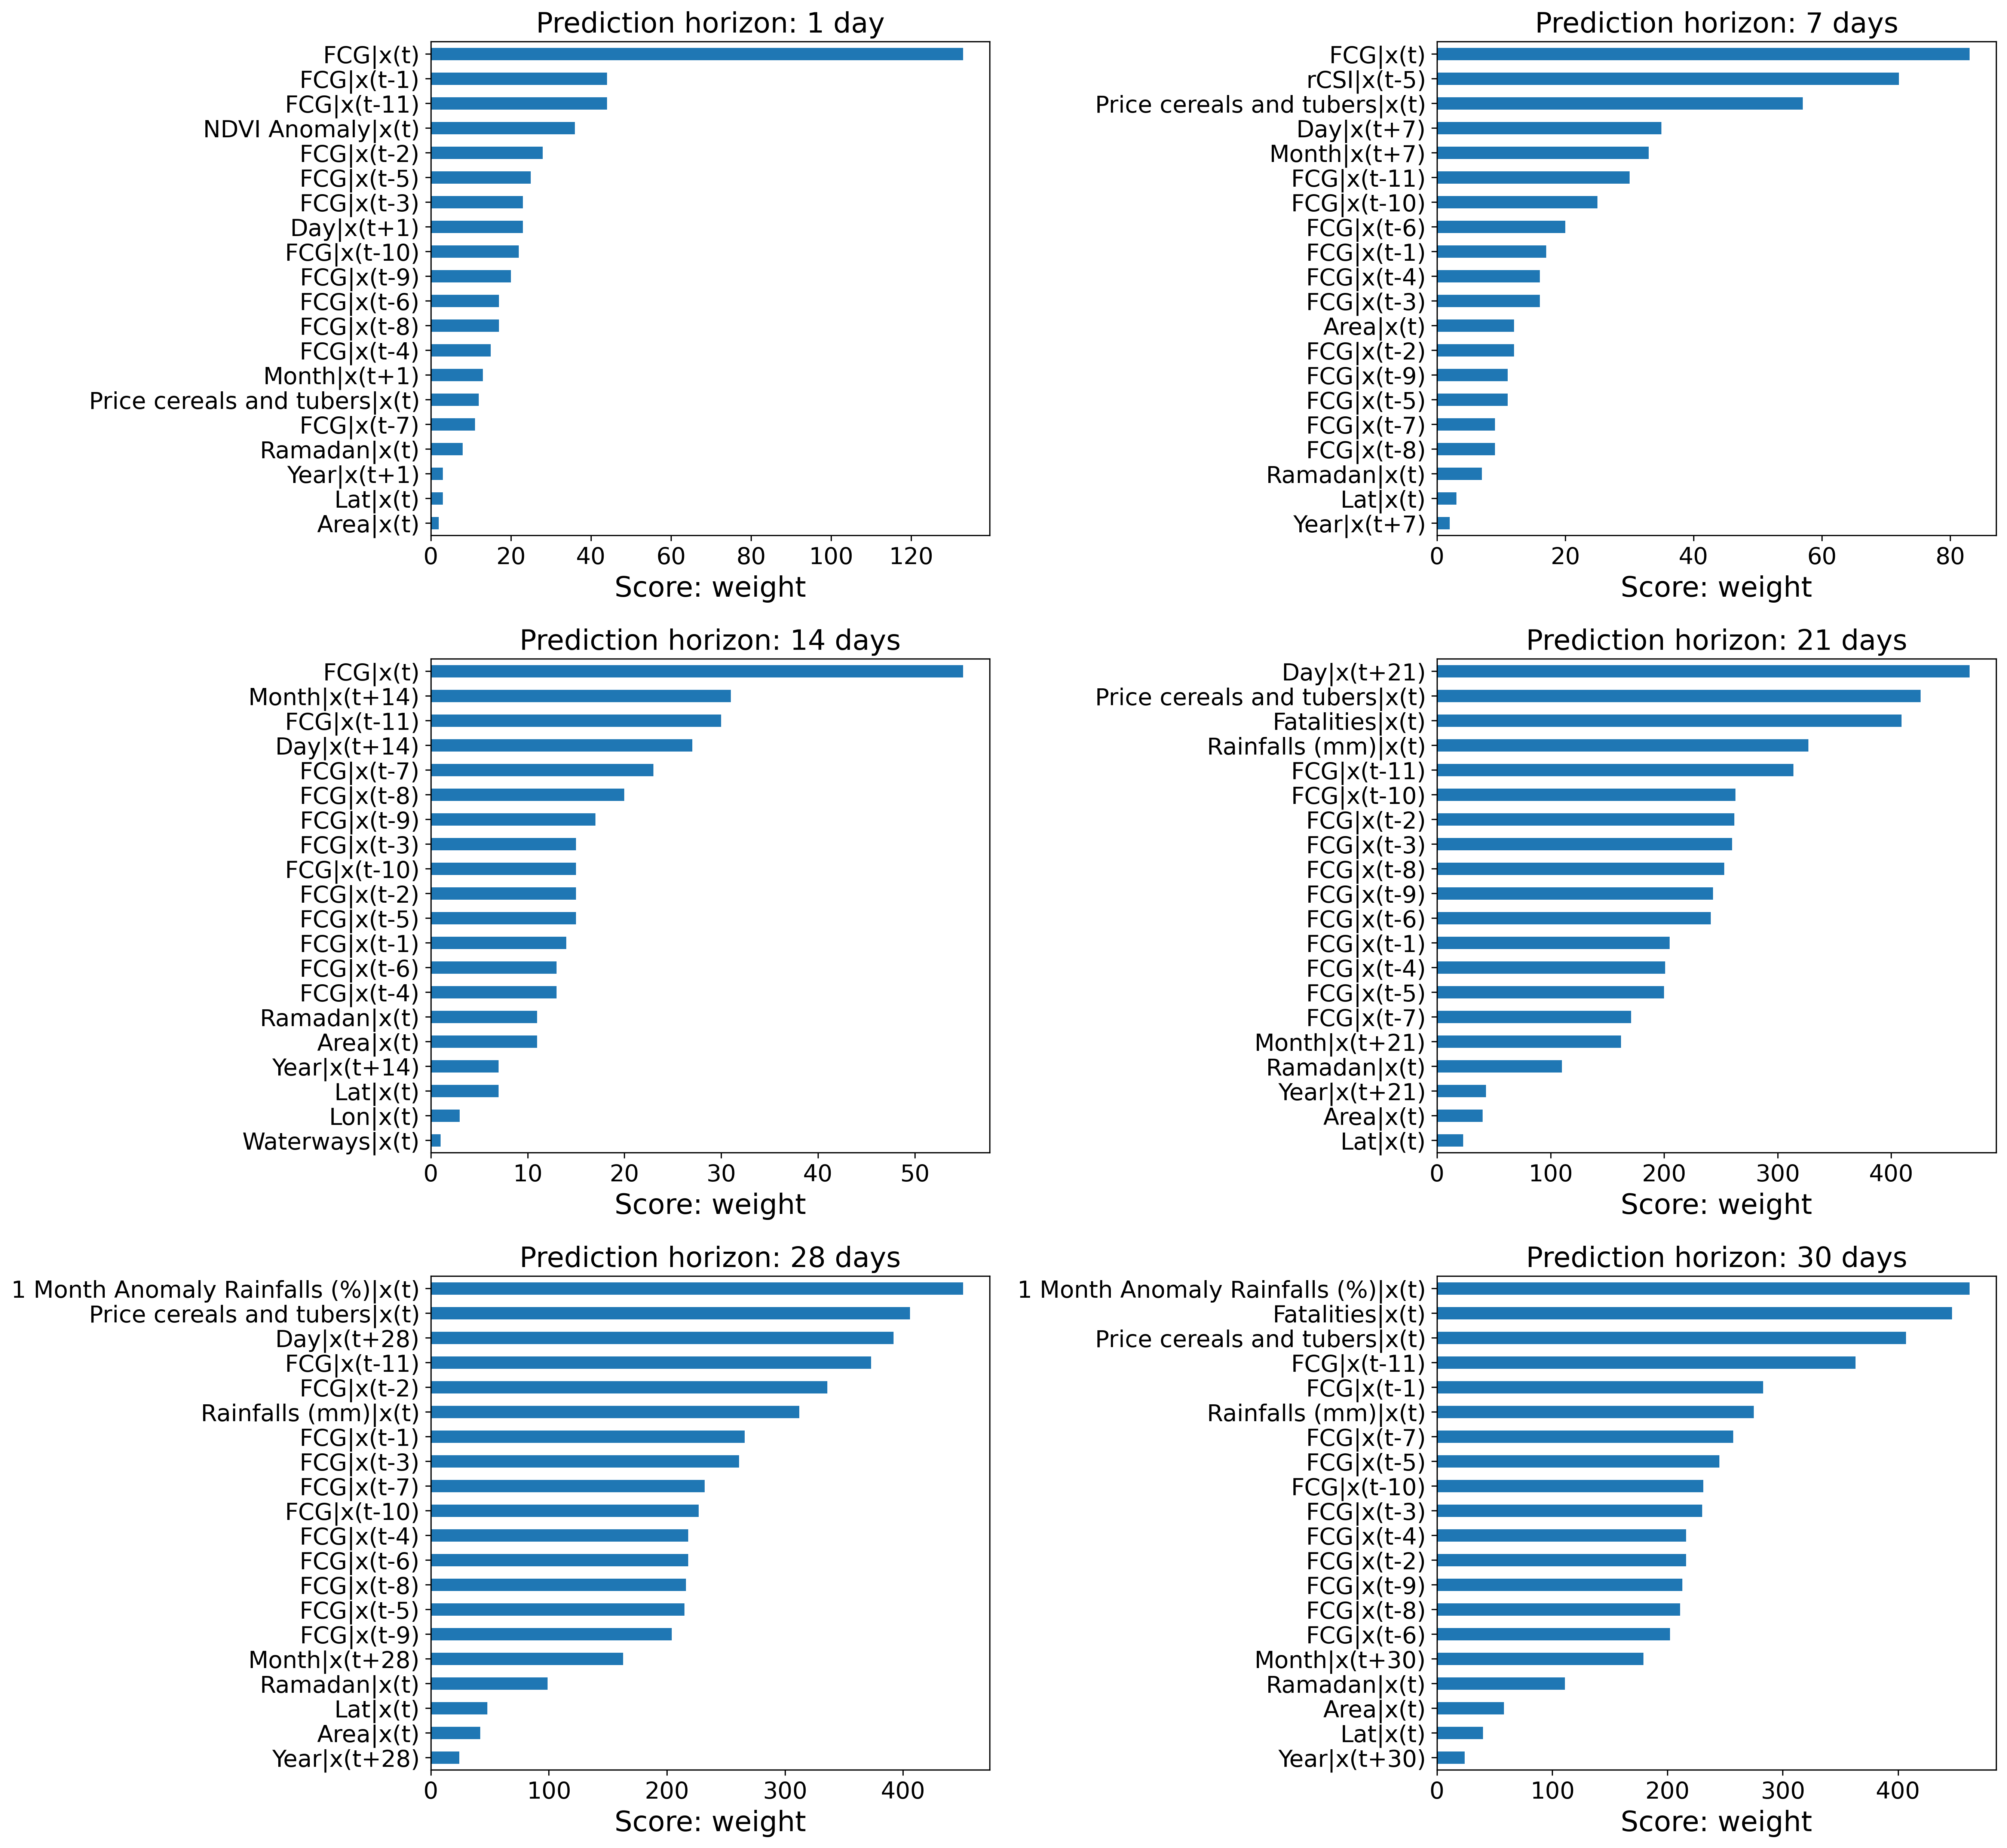 Prediction horizon: 1 day
FCG|x(t)
FCG|x(t-1)
FCG|x(t-11)
NDVI Anomaly|x(t)
FCG|x(t-2)
FCG|x(t-5)
FCG|x(t-3)
Day|x(t+1)
FCG|x(t-10)
FCG|x(t-9)
FCG|x(t-6)
FCG|x(t-8)
FCG|x(t-4)
Month|x(t+1)
Price cereals and tubers|x(t)
FCG|x(t-7)
Ramadan|x(t)
Year|x(t+1)
Lat|x(t)
Area|x(t)
0 20 40 60 80 100 120
Score: weight
Prediction horizon: 7 days
FCG|x(t)
rCSI|x(t-5)
Price cereals and tubers|x(t)
Day|x(t+7)
Month|x(t+7)
FCG|x(t-11)
FCG|x(t-10)
FCG|x(t-6)
FCG|x(t-1)
FCG|x(t-4)
FCG|x(t-3)
Area|x(t)
FCG|x(t-2)
FCG|x(t-9)
FCG|x(t-5)
FCG|x(t-7)
FCG|x(t-8)
Ramadan|x(t)
Lat|x(t)
Year|x(t+7)
0 20 40 60 80
Score: weight
Prediction horizon: 14 days
FCG|x(t)
Month|x(t+14)
FCG|x(t-11)
Day|x(t+14)
FCG|x(t-7)
FCG|x(t-8)
FCG|x(t-9)
FCG|x(t-3)
FCG|x(t-10)
FCG|x(t-2)
FCG|x(t-5)
FCG|x(t-1)
FCG|x(t-6)
FCG|x(t-4)
Ramadan|x(t)
Area|x(t)
Year|x(t+14)
Lat|x(t)
Lon|x(t)
Waterways|x(t)
0 10 20 30 40 50
Score: weight
Prediction horizon: 21 days
Day|x(t+21)
Price cereals and tubers|x(t)
Fatalities|x(t)
Rainfalls (mm)|x(t)
FCG|x(t-11)
FCG|x(t-10)
FCG|x(t-2)
FCG|x(t-3)
FCG|x(t-8)
FCG|x(t-9)
FCG|x(t-6)
FCG|x(t-1)
FCG|x(t-4)
FCG|x(t-5)
FCG|x(t-7)
Month|x(t+21)
Ramadan|x(t)
Year|x(t+21)
Area|x(t)
Lat|x(t)
0 100 200 300 400
Score: weight
Prediction horizon: 28 days
1 Month Anomaly Rainfalls (%)|x(t)
Price cereals and tubers|x(t)
Day|x(t+28)
FCG|x(t-11)
FCG|x(t-2)
Rainfalls (mm)|x(t)
FCG|x(t-1)
FCG|x(t-3)
FCG|x(t-7)
FCG|x(t-10)
FCG|x(t-4)
FCG|x(t-6)
FCG|x(t-8)
FCG|x(t-5)
FCG|x(t-9)
Month|x(t+28)
Ramadan|x(t)
Lat|x(t)
Area|x(t)
Year|x(t+28)
0 100 200 300 400
Score: weight
Prediction horizon: 30 days
1 Month Anomaly Rainfalls (%)|x(t)
Fatalities|x(t)
Price cereals and tubers|x(t)
FCG|x(t-11)
FCG|x(t-1)
Rainfalls (mm)|x(t)
FCG|x(t-7)
FCG|x(t-5)
FCG|x(t-10)
FCG|x(t-3)
FCG|x(t-4)
FCG|x(t-2)
FCG|x(t-9)
FCG|x(t-8)
FCG|x(t-6)
Month|x(t+30)
Ramadan|x(t)
Area|x(t)
Lat|x(t)
Year|x(t+30)
0 100 200 300 400
Score: weight